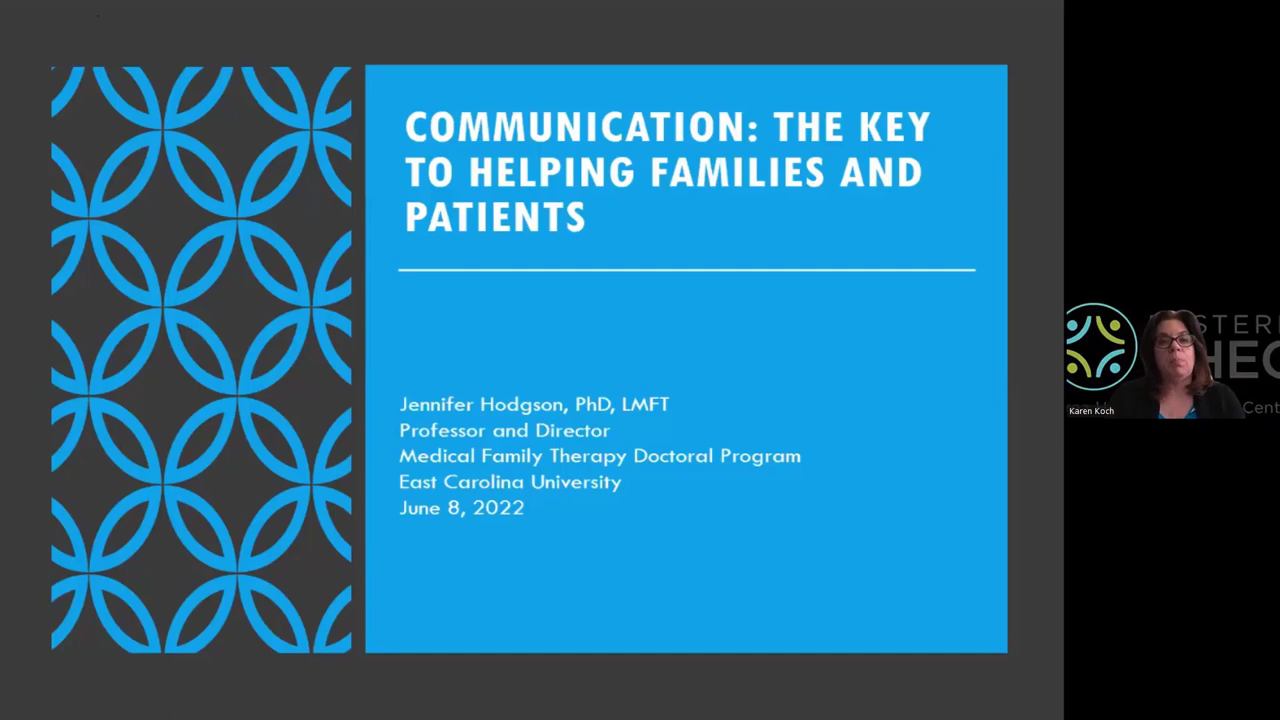 COMMUNICATION: THE KEY
TO HELPING FAMILIES AND
PATIENTS
Jennifer Hodgson, PhD, LMFT
Professor and Director
Medical Family Therapy Doctoral Program
East Carolina University
June 8, 2022
Karen Koch